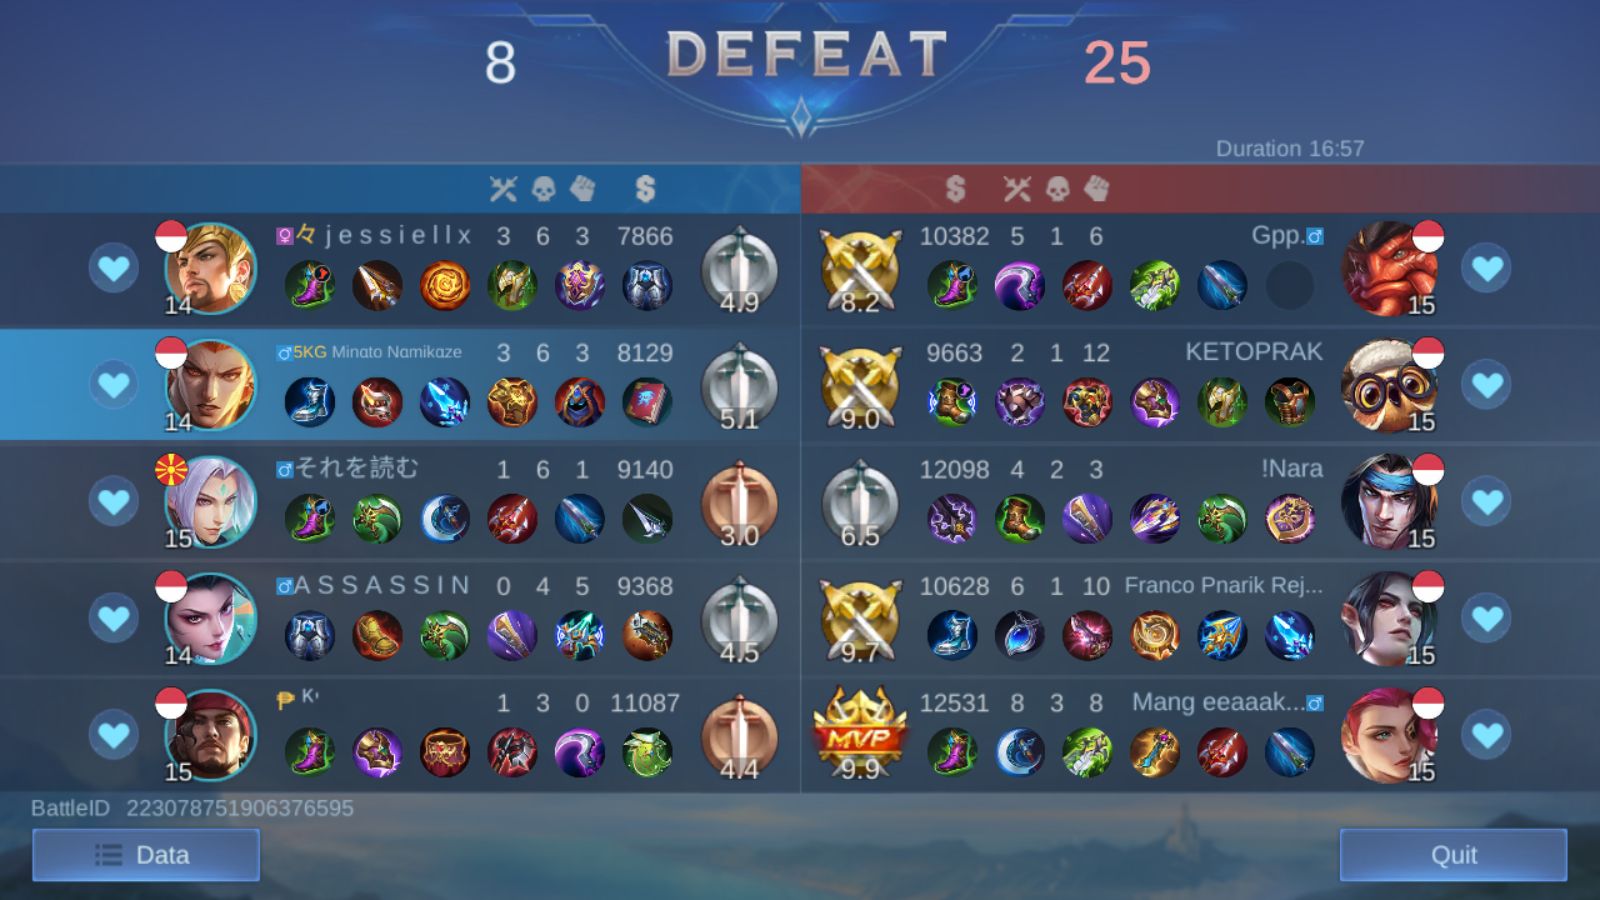 8 DEFEAT 25
Duration 16:57
々jessiellx 3 6 3 7866
14 4.9
8.2 10382 5 1 6 Gpp.
15
5KG Minato Namikaze 3 6 3 8129
14 5.1
9.0 9663 2 1 12 KETOPRAK
15
それを読む 1 6 1 9140
15 3.0
6.5 12098 4 2 3 !Nara
15
ASSASSIN 0 4 5 9368
14 4.5
9.7 10628 6 1 10 Franco Pnarik Rej...
15
K' 1 3 0 11087
15 4.4
MVP 9.9 12531 8 3 8 Mang eeaaak...
15
BattleID 223078751906376595
Data
Quit